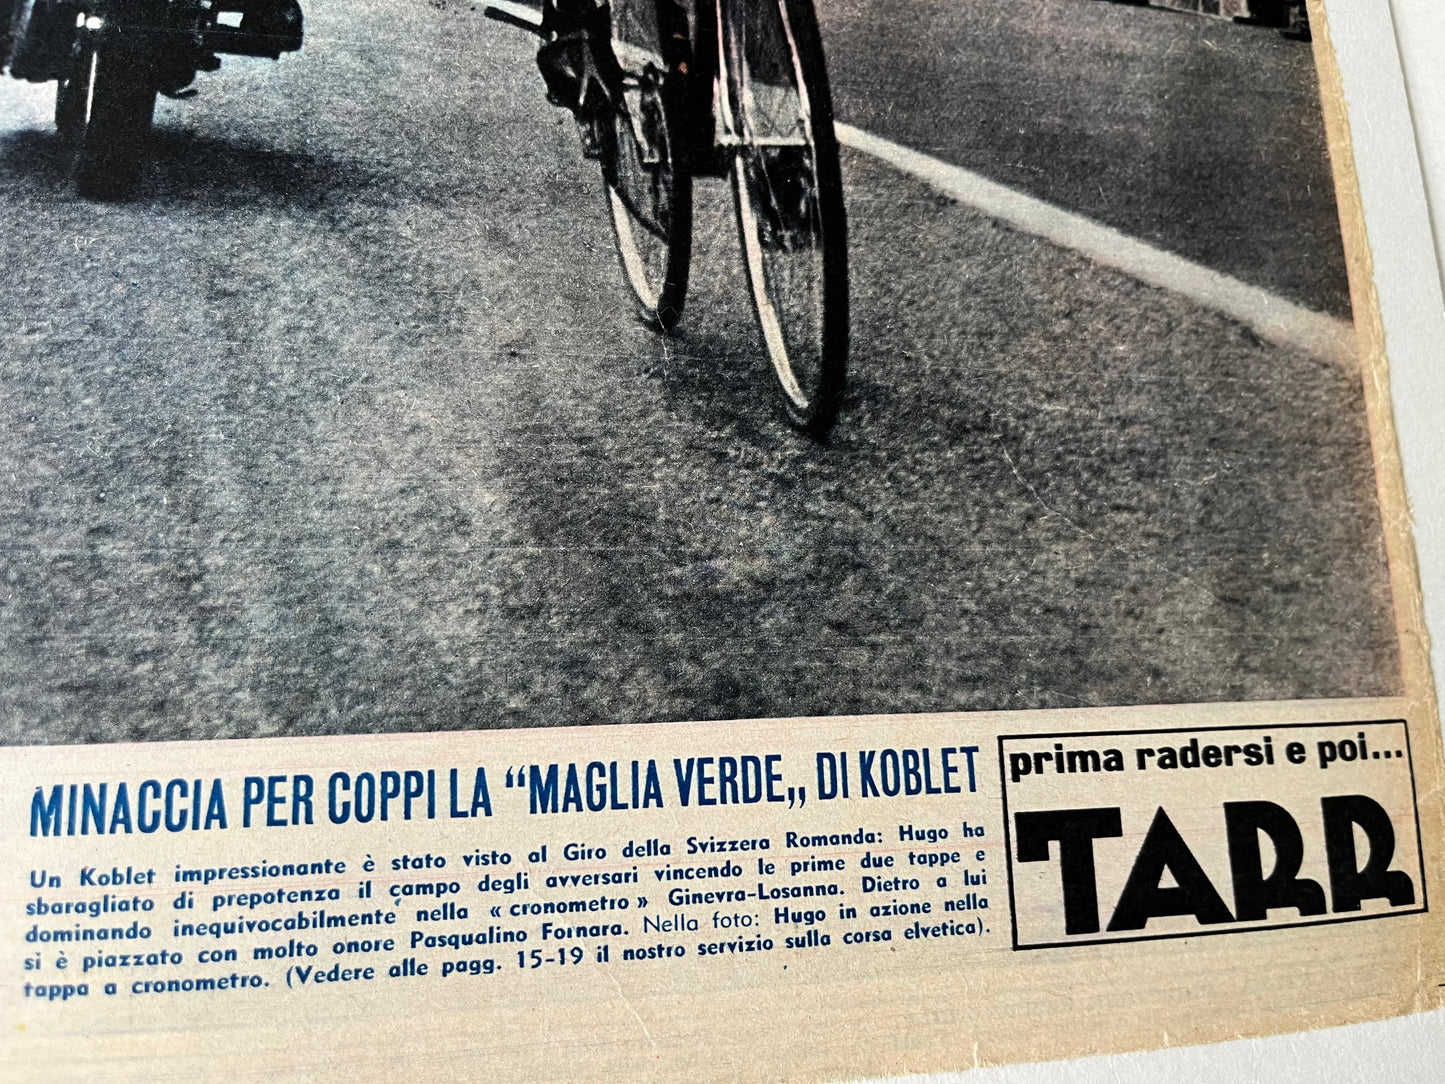 MINACCIA PER COPPI LA “MAGLIA VERDE„ DI KOBLET
Un Koblet impressionante è stato visto al Giro della Svizzera Romanda: Hugo ha
sbaragliato di prepotenza il campo degli avversari vincendo le prime due tappe e
dominando inequivocabilmente nella « cronometro » Ginevra-Losanna. Dietro a lui
si è piazzato con molto onore Pasqualino Fornara. Nella foto: Hugo in azione nella
tappa a cronometro. (Vedere alle pagg. 15-19 il nostro servizio sulla corsa elvetica).
prima radersi e poi...
TARR